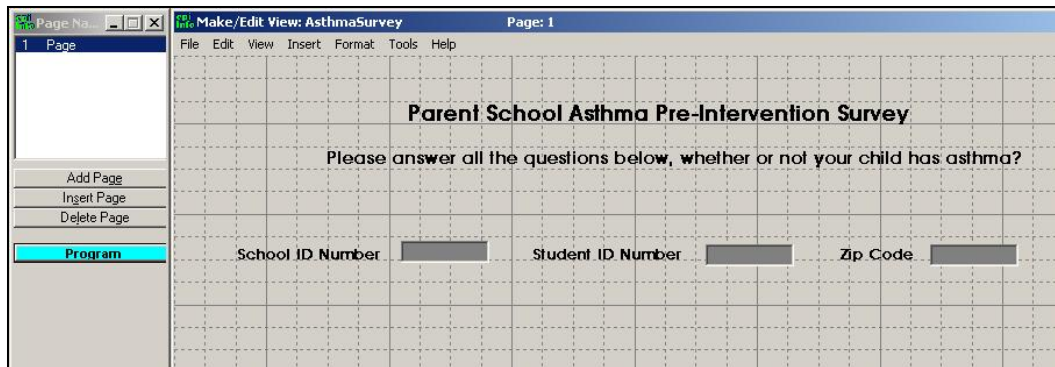 Page Na...
1 Page
Add Page
Insert Page
Delete Page
Program
Make/Edit View: AsthmaSurvey Page: 1
File Edit View Insert Format Tools Help
Parent School Asthma Pre-Intervention Survey
Please answer all the questions below, whether or not your child has asthma?
School ID Number Student ID Number Zip Code